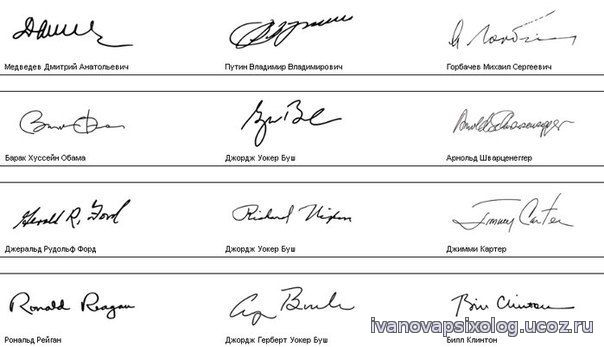 Медведев Дмитрий Анатольевич Путин Владимир Владимирович Горбачев Михаил Сергеевич
Барак Хуссейн Обама Джордж Уокер Буш Арнольд Шварценеггер
Gerald R. Ford Richard Nixon Jimmy Carter
Джеральд Рудольф Форд Джордж Уокер Буш Джимми Картер
Ronald Reagan Bill Clinton
Рональд Рейган Джордж Герберт Уокер Буш Билл Клинтон
ivanovapsixolog.ucoz.ru